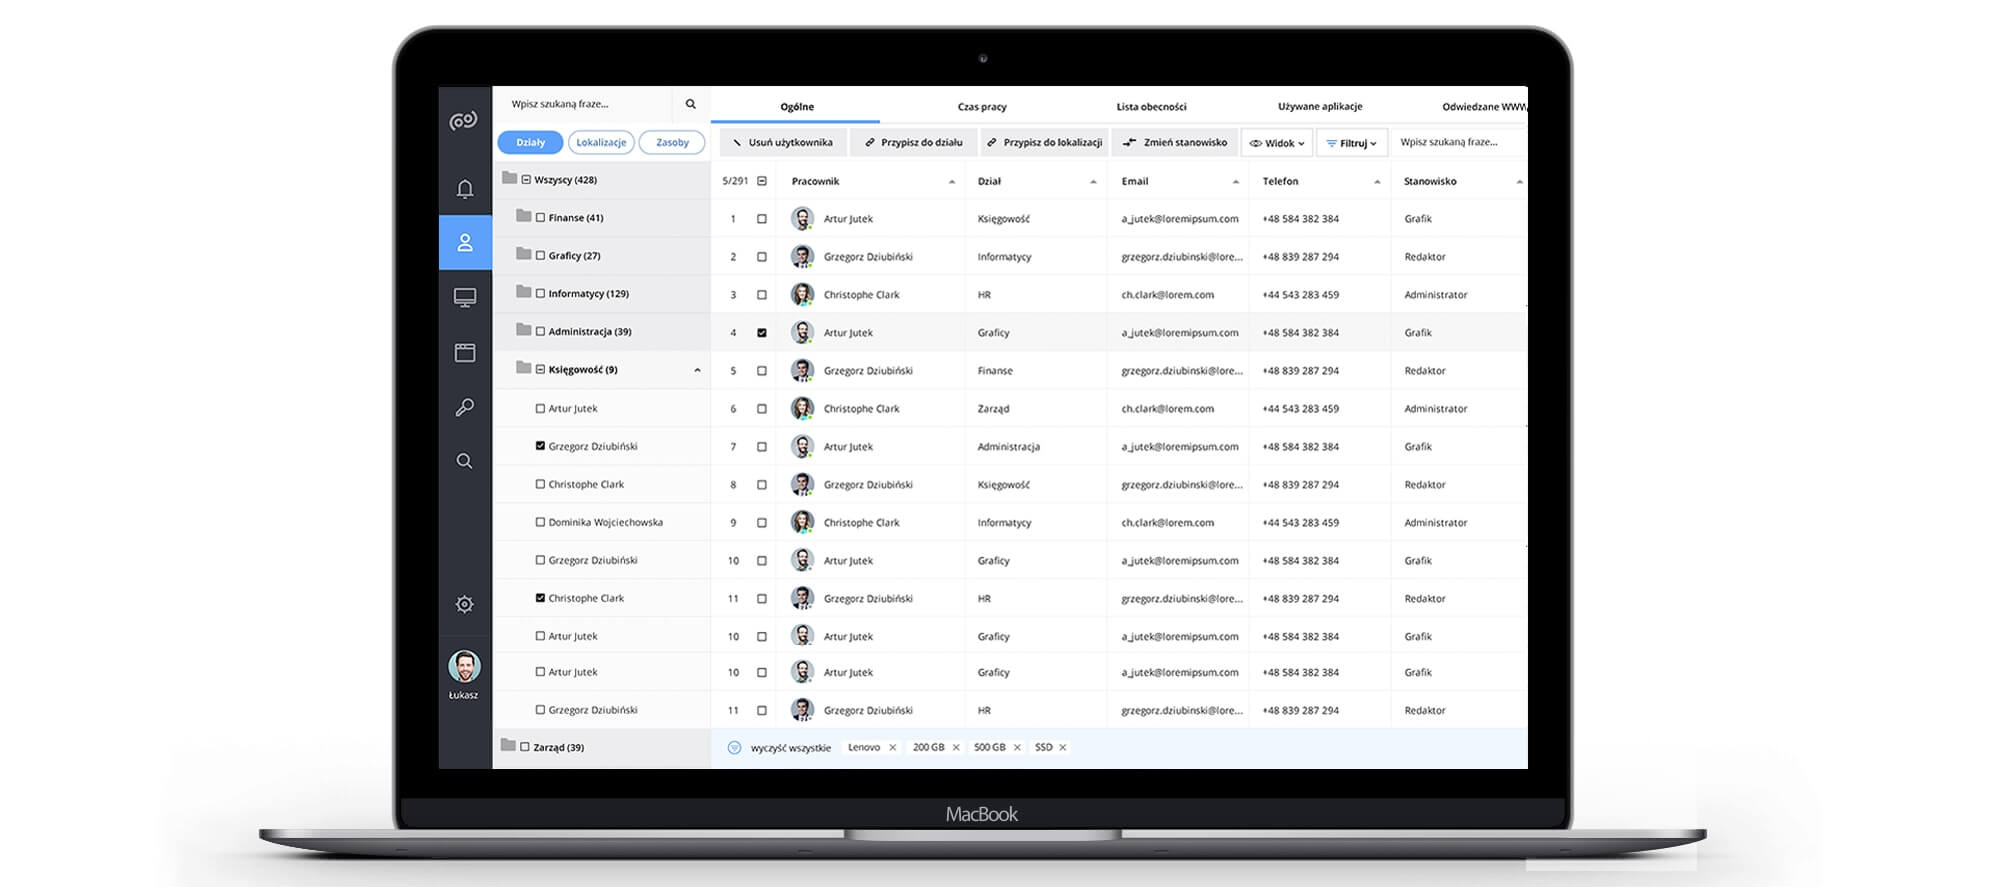 Wpisz szukaną fraze...
Ogólne Czas pracy Lista obecności Używane aplikacje Odwiedzane WWW,
Działy Lokalizacje Zasoby
Usuń użytkownika Przypisz do działu Przypisz do lokalizacji Zmień stanowisko Widok Filtruj Wpisz szukaną fraze...
Wszyscy (428)
Finanse (41)
Graficy (27)
Informatycy (129)
Administracja (39)
Księgowość (9)
Artur Jutek
Grzegorz Dziubiński
Christophe Clark
Dominika Wojciechowska
Grzegorz Dziubiński
Christophe Clark
Artur Jutek
Artur Jutek
Grzegorz Dziubiński
Zarząd (39)
Łukasz
5/291 Pracownik Dział Email Telefon Stanowisko
1 Artur Jutek Księgowość a_jutek@loremipsum.com +48 584 382 384 Grafik
2 Grzegorz Dziubiński Informatycy grzegorz.dziubinski@lore... +48 839 287 294 Redaktor
3 Christophe Clark HR ch.clark@lorem.com +44 543 283 459 Administrator
4 Artur Jutek Graficy a_jutek@loremipsum.com +48 584 382 384 Grafik
5 Grzegorz Dziubiński Finanse grzegorz.dziubinski@lore... +48 839 287 294 Redaktor
6 Christophe Clark Zarząd ch.clark@lorem.com +44 543 283 459 Administrator
7 Artur Jutek Administracja a_jutek@loremipsum.com +48 584 382 384 Grafik
8 Grzegorz Dziubiński Księgowość grzegorz.dziubinski@lore... +48 839 287 294 Redaktor
9 Christophe Clark Informatycy ch.clark@lorem.com +44 543 283 459 Administrator
10 Artur Jutek Graficy a_jutek@loremipsum.com +48 584 382 384 Grafik
11 Grzegorz Dziubiński HR grzegorz.dziubinski@lore... +48 839 287 294 Redaktor
10 Artur Jutek Graficy a_jutek@loremipsum.com +48 584 382 384 Grafik
10 Artur Jutek Graficy a_jutek@loremipsum.com +48 584 382 384 Grafik
11 Grzegorz Dziubiński HR grzegorz.dziubinski@lore... +48 839 287 294 Redaktor
wyczyść wszystkie Lenovo 200 GB 500 GB SSD
MacBook